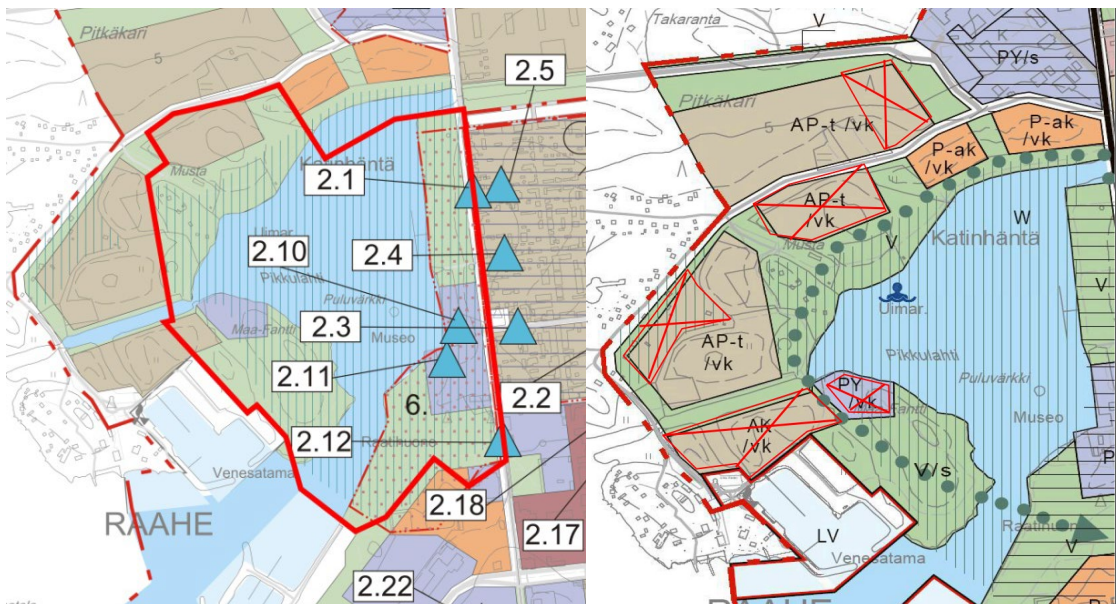 Pitkäkari
5
2.5
Katinhäntä
Musta
2.1
2.4
Uimar.
2.10
Pikkulahti
Puluvärkki
2.3
Maa-Fantti
Museo
2.11
6.
2.2
2.12
Raatihuone
Venesatama
2.18
RAAHE
2.17
2.22
Takaranta
V
K
PY/s
Pitkäkari
5
AP-t /vk
P-ak
/vk
P-ak
/vk
AP-t
/vk
W
V
Katinhäntä
Musta
Uimar.
V
AP-t
/vk
Pikkulahti
Puluvärkki
PY
/vk
Museo
Fantti
AK
/vk
P
V/s
LV
Raatihuone
V
Venesatama
RAAHE